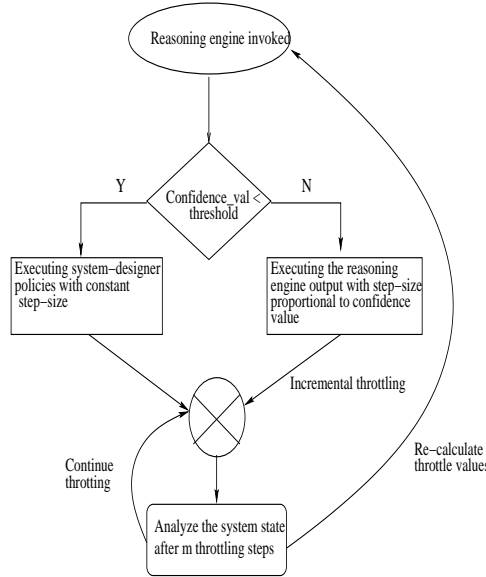 Reasoning engine invoked
Y
N
Confidence_val <
threshold
Executing system-designer
policies with constant
step-size
Executing the reasoning
engine output with step-size
proportional to confidence
value
Incremental throttling
Continue
throtting
Re-calculate
throttle values
Analyze the system state
after m throttling steps